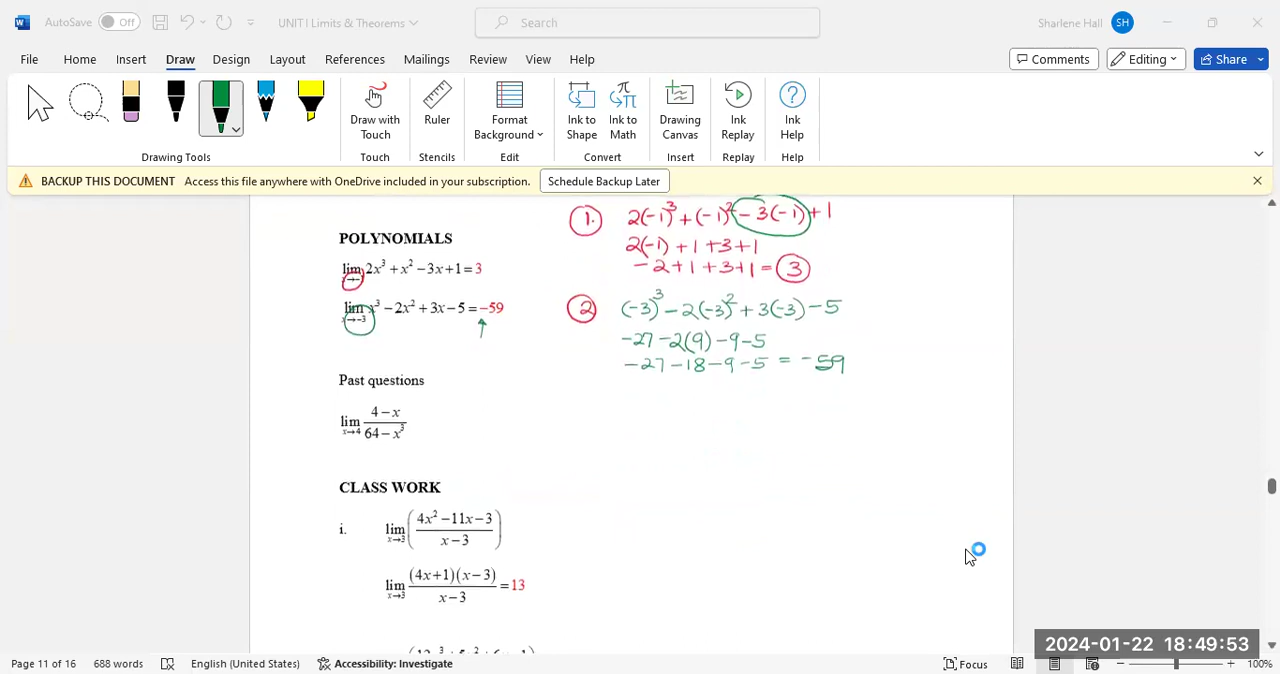 AutoSave Off UNIT I Limits & Theorems Search Sharlene Hall SH
File Home Insert Draw Design Layout References Mailings Review View Help Comments Editing Share
Draw with Touch Ruler Format Background Ink to Shape Ink to Math Drawing Canvas Ink Replay Ink Help
Drawing Tools Touch Stencils Edit Convert Insert Replay Help
BACKUP THIS DOCUMENT Access this file anywhere with OneDrive included in your subscription. Schedule Backup Later
1. 2(-1)³ + (-1)² - 3(-1) + 1
POLYNOMIALS
2(-1) + 1 + 3 + 1
lim 2x³ + x² − 3x + 1 = 3
-2 + 1 + 3 + 1 = 3
lim x→−3 x³ − 2x² + 3x − 5 = −59
2 (-3)³ - 2(-3)² + 3(-3) - 5
-27 - 2(9) - 9 - 5
-27 - 18 - 9 - 5 = -59
Past questions
lim x→4 (4 − x)/(64 − x³)
CLASS WORK
i. lim x→3 ((4x² − 11x − 3)/(x − 3))
lim x→3 (4x + 1)(x − 3)/(x − 3) = 13
2024-01-22 18:49:53
Page 11 of 16 688 words English (United States) Accessibility: Investigate Focus 100%